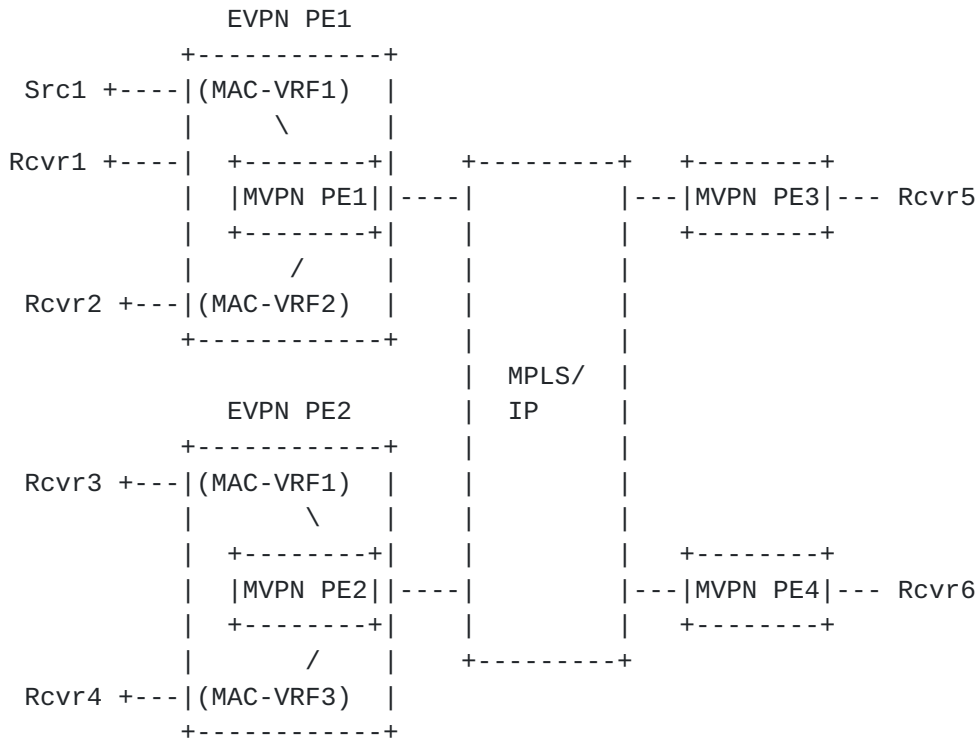 EVPN PE1
+------------+
Src1 +----|(MAC-VRF1) |
| \ |
Rcvr1 +----| +--------+| +---------+ +--------+
| |MVPN PE1||----| |---|MVPN PE3|--- Rcvr5
| +--------+| | | +--------+
| / | | |
Rcvr2 +---|(MAC-VRF2) | | |
+------------+ | |
| MPLS/ |
EVPN PE2 | IP |
+------------+ | |
Rcvr3 +---|(MAC-VRF1) | | |
| \ | | |
| +--------+| | | +--------+
| |MVPN PE2||----| |---|MVPN PE4|--- Rcvr6
| +--------+| | | +--------+
| / | +---------+
Rcvr4 +---|(MAC-VRF3) |
+------------+